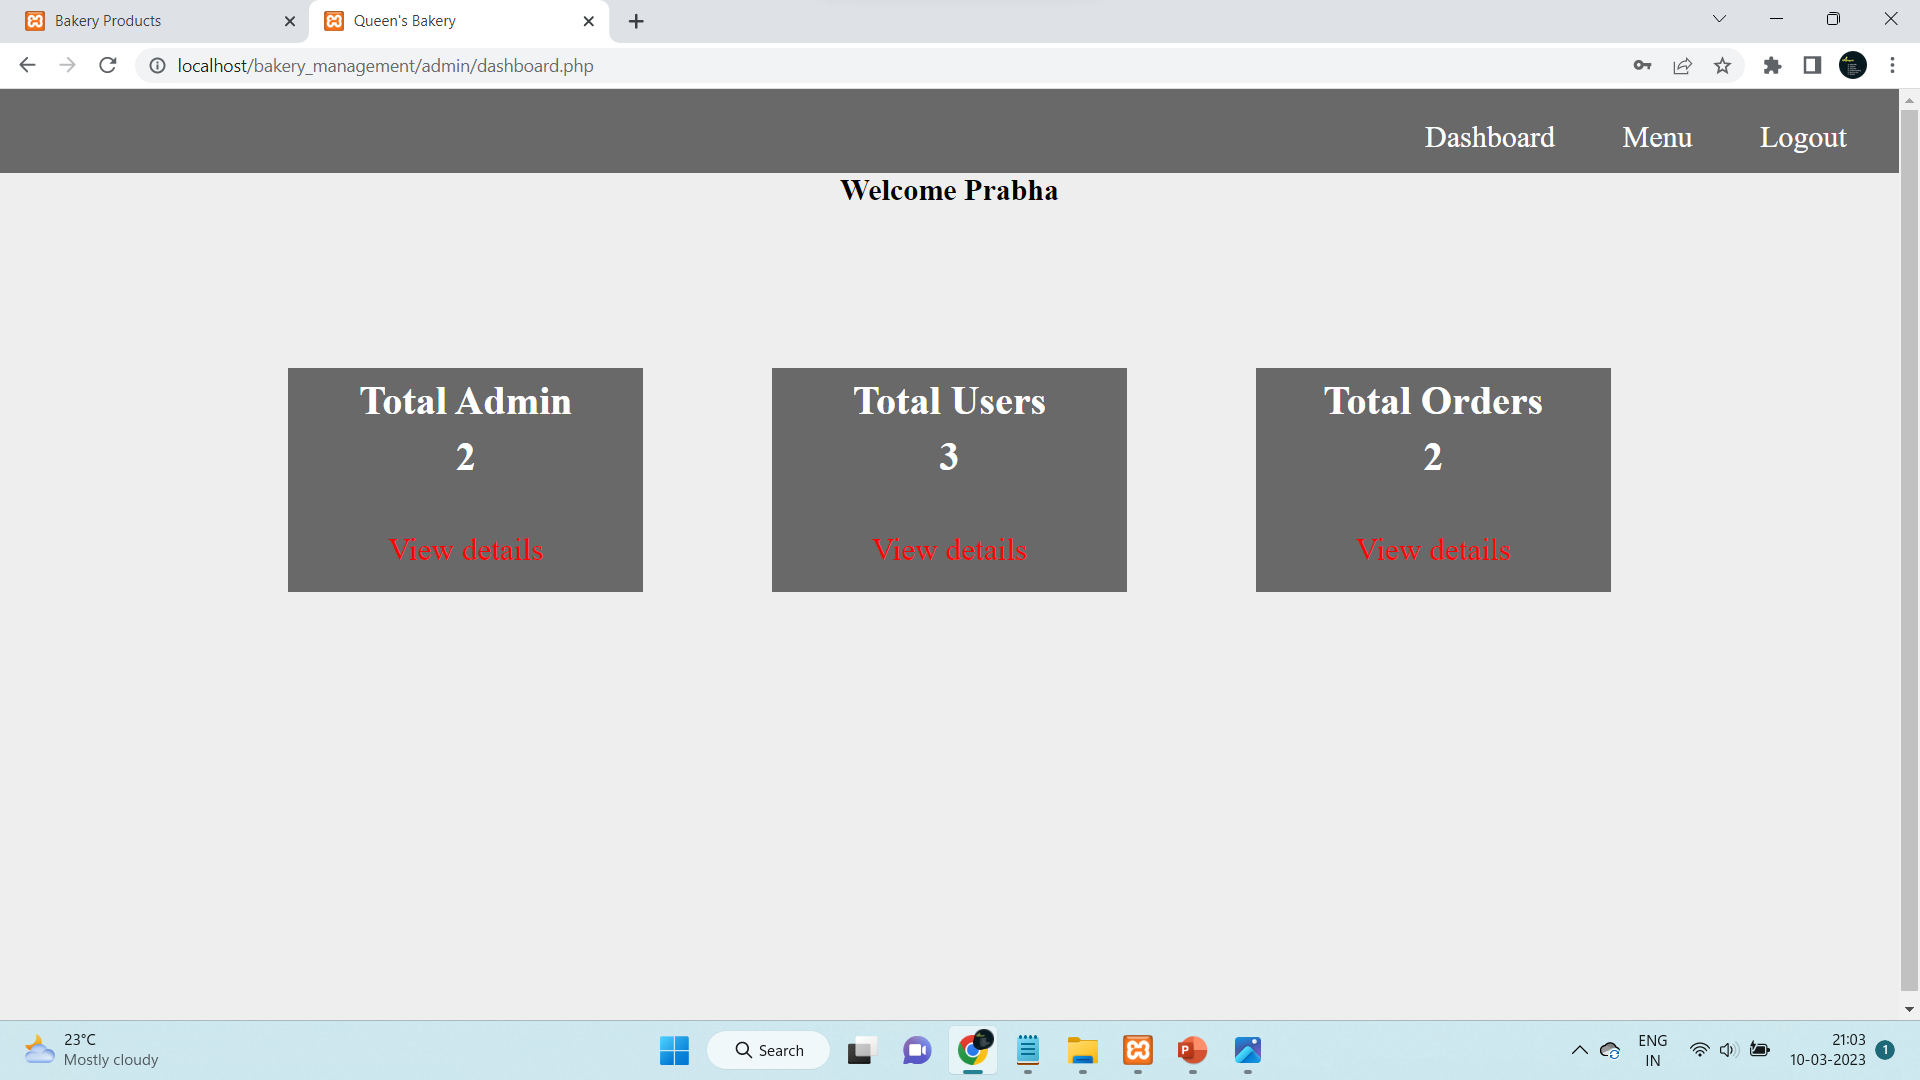 Bakery Products
Queen's Bakery
localhost/bakery_management/admin/dashboard.php
Dashboard Menu Logout
Welcome Prabha
Total Admin
2
View details
Total Users
3
View details
Total Orders
2
View details
23°C
Mostly cloudy
Search
ENG
IN
21:03
10-03-2023
1